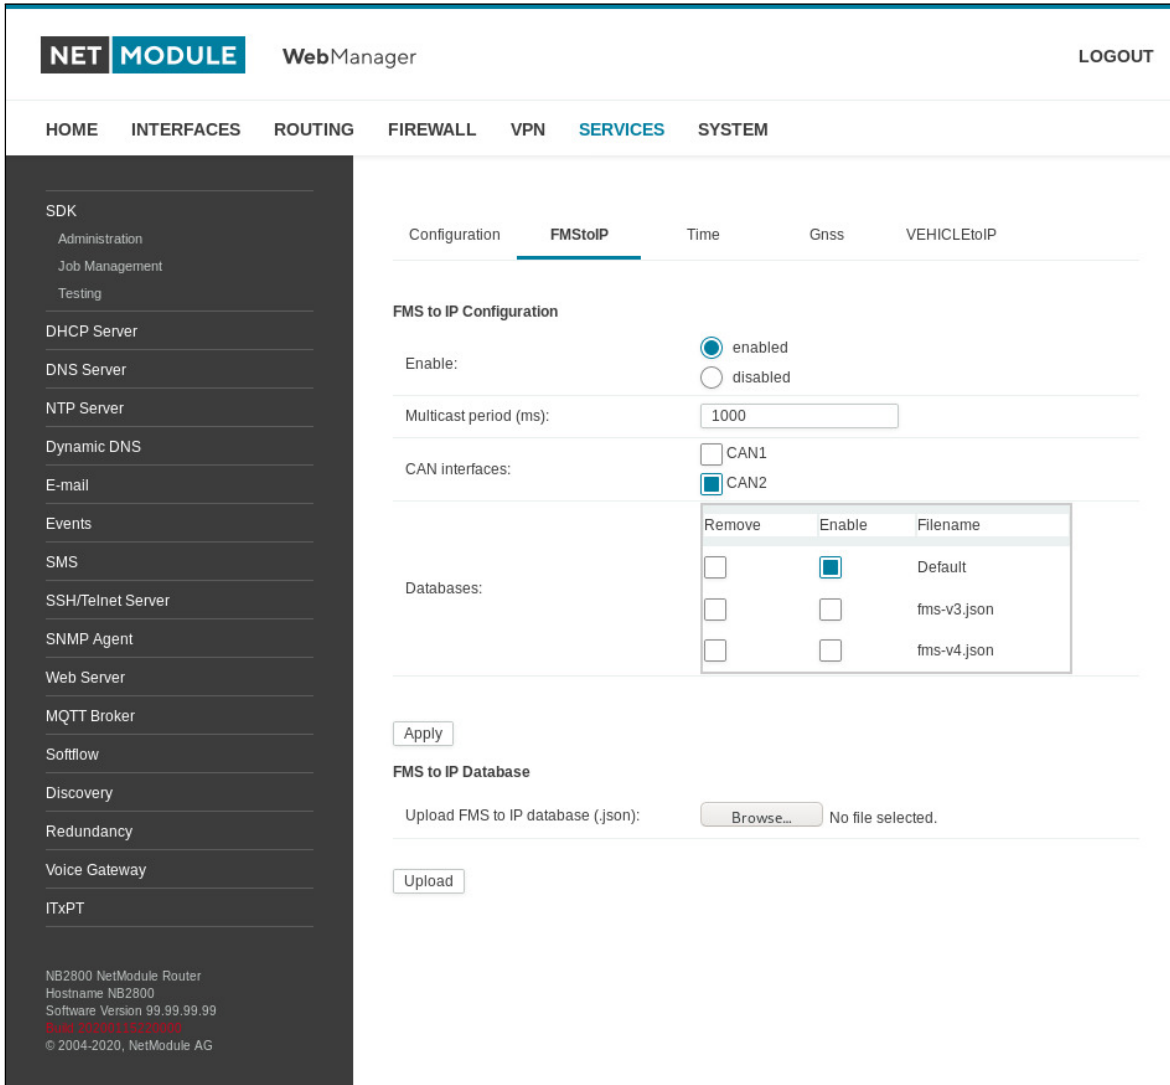 NET MODULE WebManager LOGOUT
HOME INTERFACES ROUTING FIREWALL VPN SERVICES SYSTEM
SDK
Administration
Job Management
Testing
DHCP Server
DNS Server
NTP Server
Dynamic DNS
E-mail
Events
SMS
SSH/Telnet Server
SNMP Agent
Web Server
MQTT Broker
Softflow
Discovery
Redundancy
Voice Gateway
ITxPT
NB2800 NetModule Router
Hostname NB2800
Software Version 99.99.99.99
Build
© 2004-2020, NetModule AG
Configuration FMStoIP Time Gnss VEHICLEtoIP
FMS to IP Configuration
Enable: enabled
disabled
Multicast period (ms): 1000
CAN interfaces: CAN1
CAN2
Databases:
Remove Enable Filename
Default
fms-v3.json
fms-v4.json
Apply
FMS to IP Database
Upload FMS to IP database (.json): Browse... No file selected.
Upload